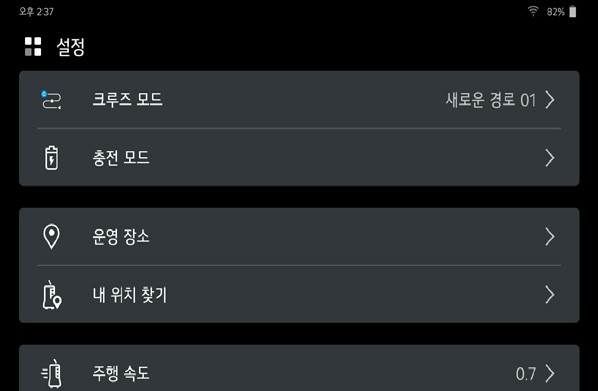 오후 2:37
82%
설정
크루즈 모드
새로운 경로 01
충전 모드
운영 장소
내 위치 찾기
주행 속도
0.7